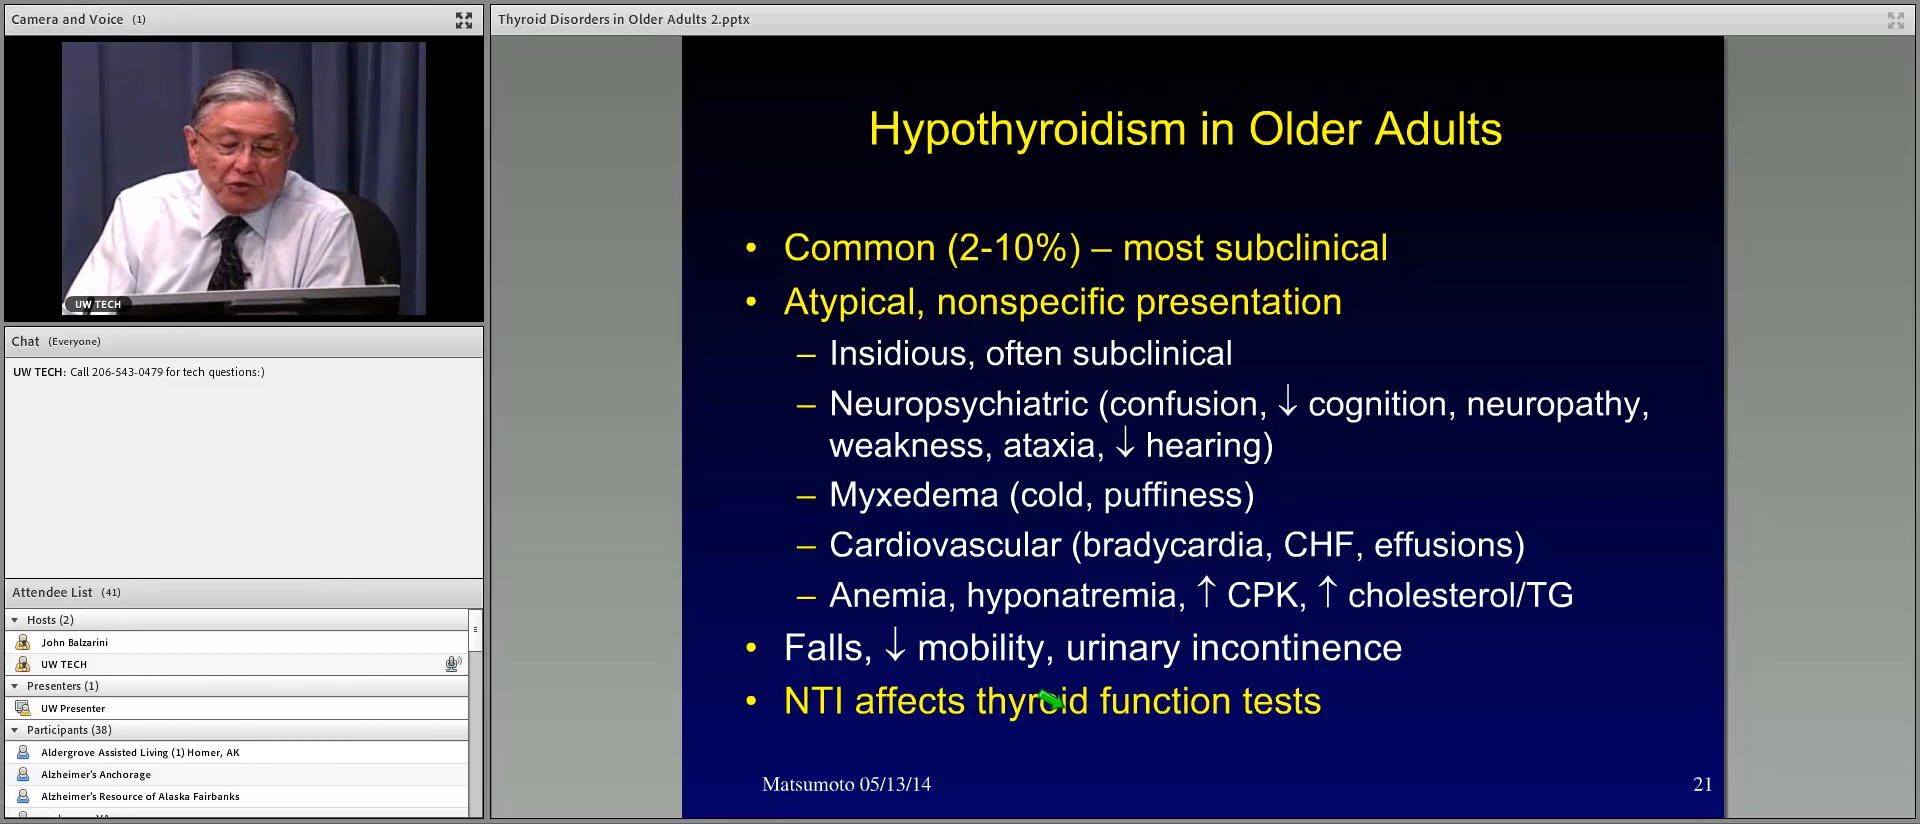 Camera and Voice (1)
UW TECH
Chat (Everyone)
UW TECH: Call 206-543-0479 for tech questions:)
Attendee List (41)
Hosts (2)
John Balzarini
UW TECH
Presenters (1)
UW Presenter
Participants (38)
Aldergrove Assisted Living (1) Homer, AK
Alzheimer's Anchorage
Alzheimer's Resource of Alaska Fairbanks
Thyroid Disorders in Older Adults 2.pptx
Hypothyroidism in Older Adults
• Common (2-10%) – most subclinical
• Atypical, nonspecific presentation
– Insidious, often subclinical
– Neuropsychiatric (confusion, ↓ cognition, neuropathy,
weakness, ataxia, ↓ hearing)
– Myxedema (cold, puffiness)
– Cardiovascular (bradycardia, CHF, effusions)
– Anemia, hyponatremia, ↑ CPK, ↑ cholesterol/TG
• Falls, ↓ mobility, urinary incontinence
• NTI affects thyroid function tests
Matsumoto 05/13/14
21